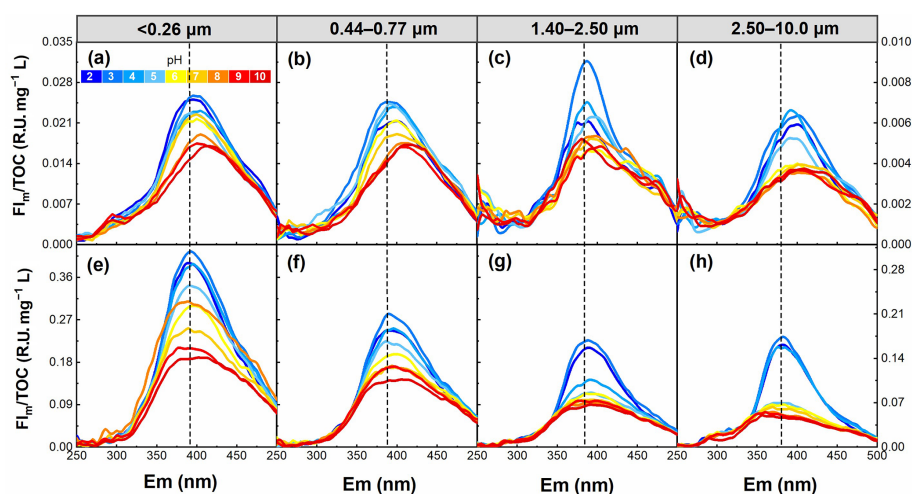 <0.26 μm 0.44–0.77 μm 1.40–2.50 μm 2.50–10.0 μm
0.035 (a) (b) (c) (d) 0.010
pH
2 3 4 5 6 7 8 9 10
0.028 0.008
0.021 0.006
0.014 0.004
0.007 0.002
0.000 0.000
FIm/TOC (R.U. mg⁻¹ L)
(e) (f) (g) (h)
0.36 0.28
0.27 0.21
0.18 0.14
0.09 0.07
0.00 0.00
FIm/TOC (R.U. mg⁻¹ L)
250 300 350 400 450 250 300 350 400 450 250 300 350 400 450 250 300 350 400 450 500
Em (nm) Em (nm) Em (nm) Em (nm)